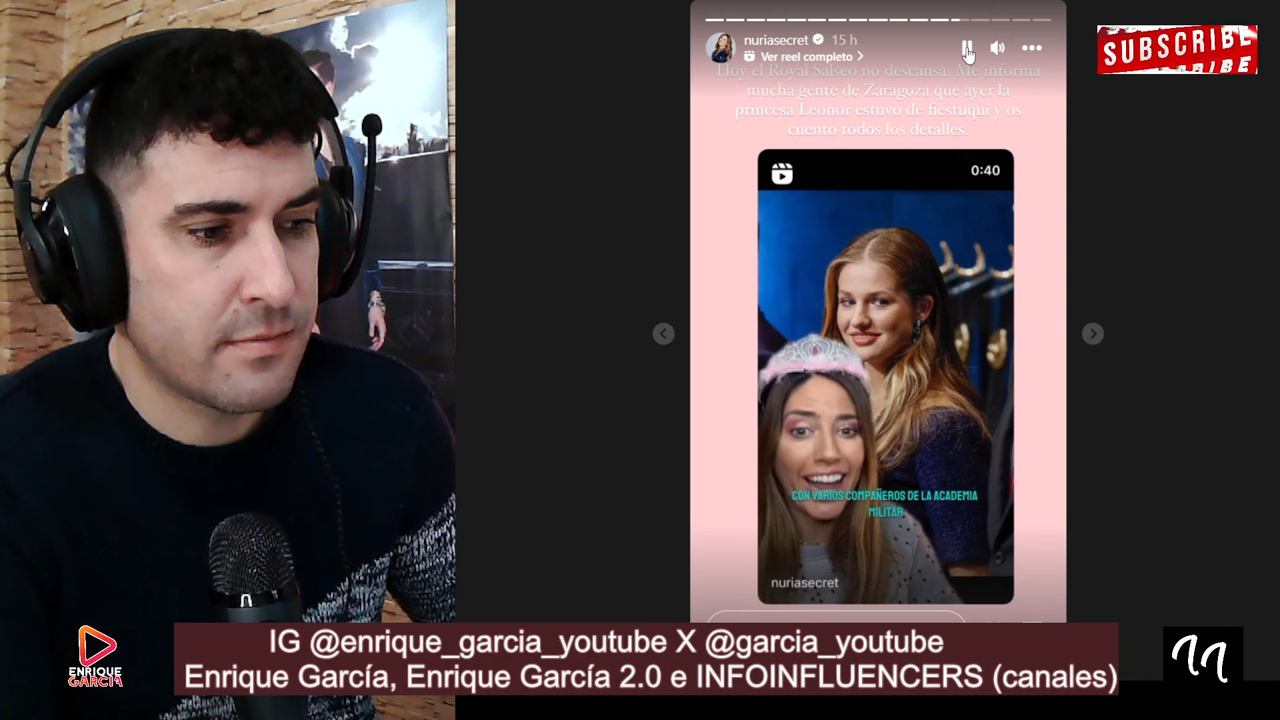 nuriasecret 15 h
Ver reel completo
Hoy el Royal Salseo no descansa. Me informa
mucha gente de Zaragoza que ayer la
princesa Leonor estuvo de fiestuqui y os
cuento todos los detalles.
0:40
CON VARIOS COMPAÑEROS DE LA ACADEMIA
MILITAR
nuriasecret
SUBSCRIBE
IG @enrique_garcia_youtube X @garcia_youtube
Enrique García, Enrique García 2.0 e INFOINFLUENCERS (canales)
ENRIQUE
GARCÍA